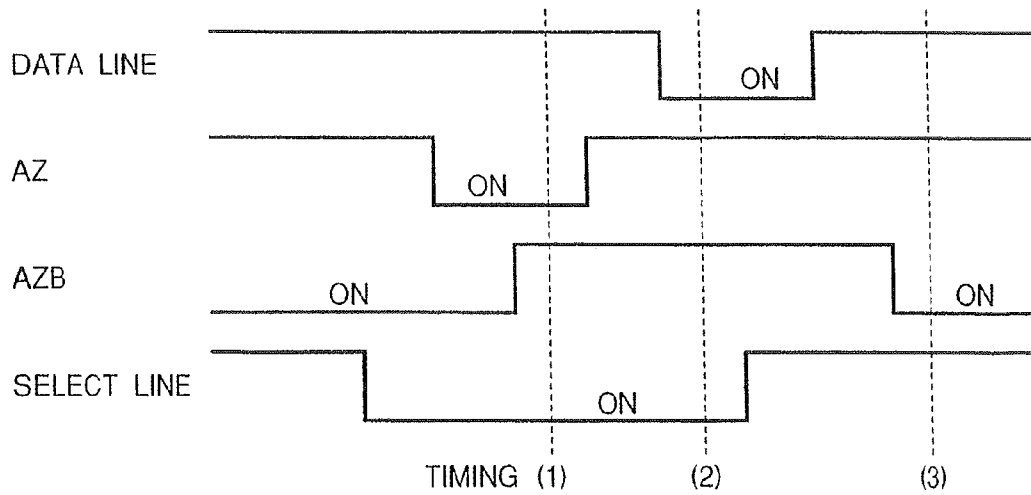 DATA LINE
ON
AZ
ON
AZB
ON
ON
SELECT LINE
ON
TIMING (1) (2) (3)